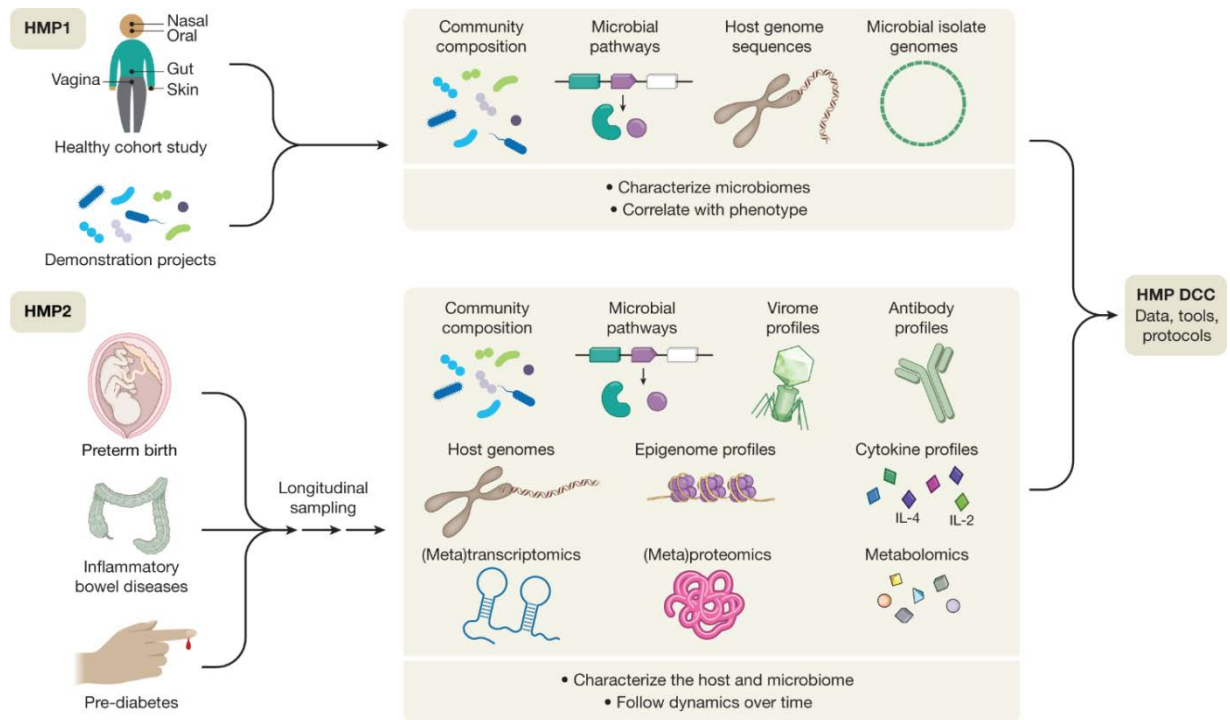 HMP1
Nasal
Oral
Gut
Vagina
Skin
Healthy cohort study
Demonstration projects
Community
composition
Microbial
pathways
Host genome
sequences
Microbial isolate
genomes
• Characterize microbiomes
• Correlate with phenotype
HMP2
Preterm birth
Inflammatory
bowel diseases
Pre-diabetes
Longitudinal
sampling
Community
composition
Microbial
pathways
Virome
profiles
Antibody
profiles
Host genomes
Epigenome profiles
Cytokine profiles
IL-4
IL-2
(Meta)transcriptomics
(Meta)proteomics
Metabolomics
• Characterize the host and microbiome
• Follow dynamics over time
HMP DCC
Data, tools,
protocols